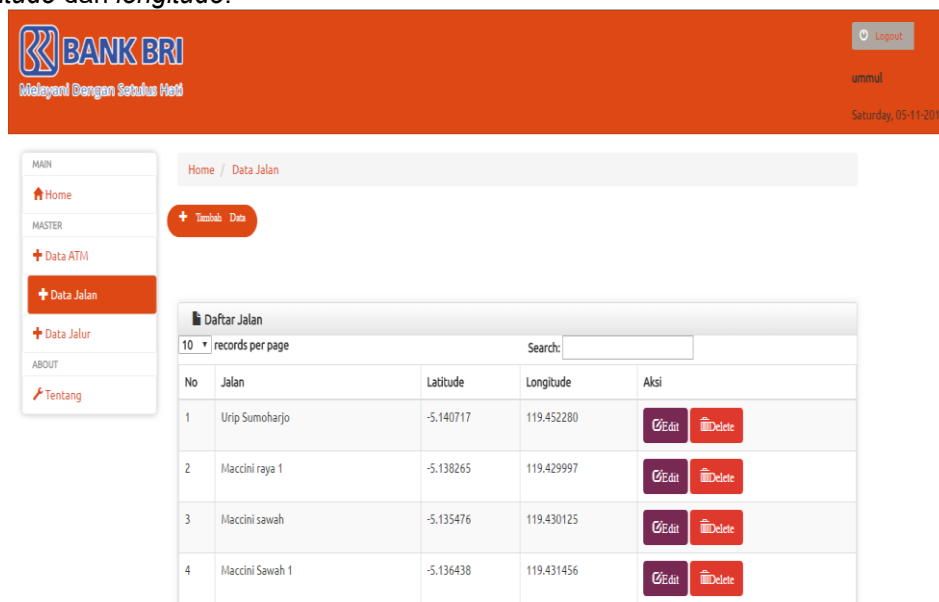 dan longitudo.
BANK BRI
Melayani Dengan Setulus Hati
Logout
ummul
Saturday, 05-11-201
MAIN
Home
MASTER
Data ATM
Data Jalan
Data Jalur
ABOUT
Tentang
Home / Data Jalan
+ Tambah Data
Daftar Jalan
10 records per page Search:
No Jalan Latitude Longitude Aksi
1 Urip Sumoharjo -5.140717 119.452280 Edit Delete
2 Maccini raya 1 -5.138265 119.429997 Edit Delete
3 Maccini sawah -5.135476 119.430125 Edit Delete
4 Maccini Sawah 1 -5.136438 119.431456 Edit Delete